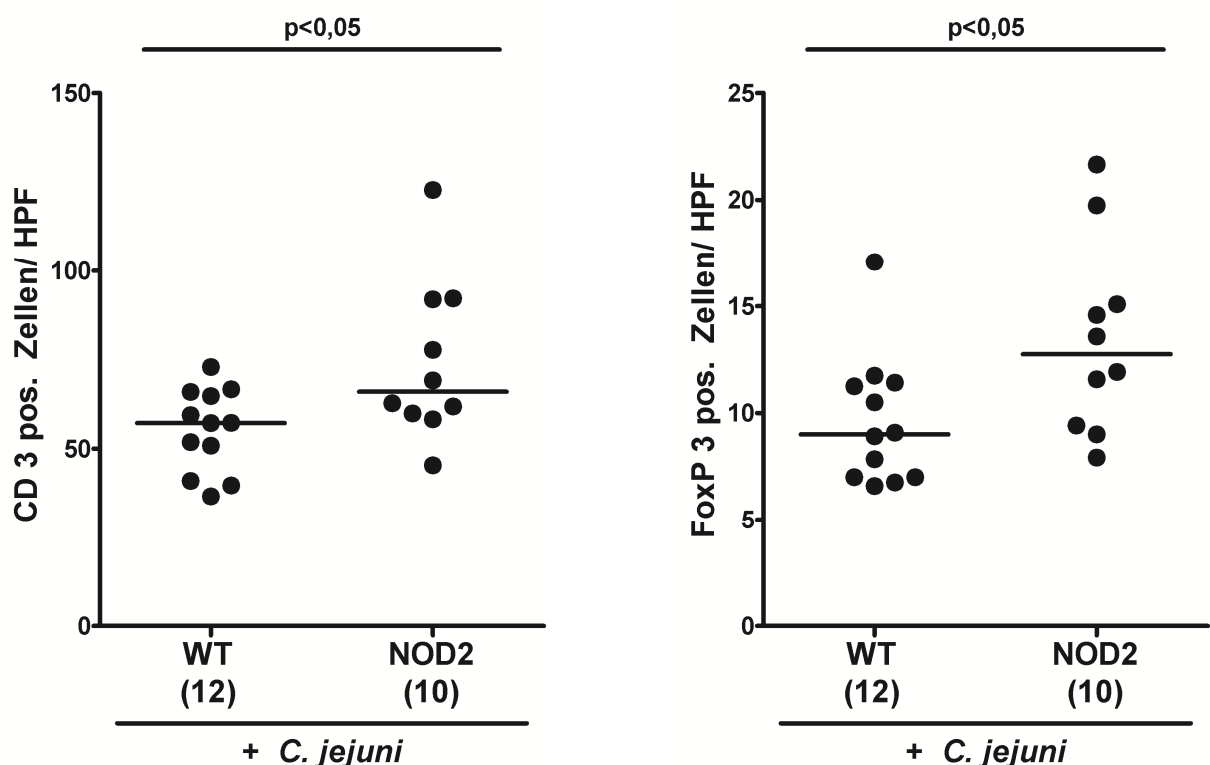 p<0,05
CD 3 pos. Zellen/ HPF
150
100
50
0
WT
NOD2
(12)
(10)
+ C. jejuni
p<0,05
FoxP 3 pos. Zellen/ HPF
25
20
15
10
5
0
WT
NOD2
(12)
(10)
+ C. jejuni